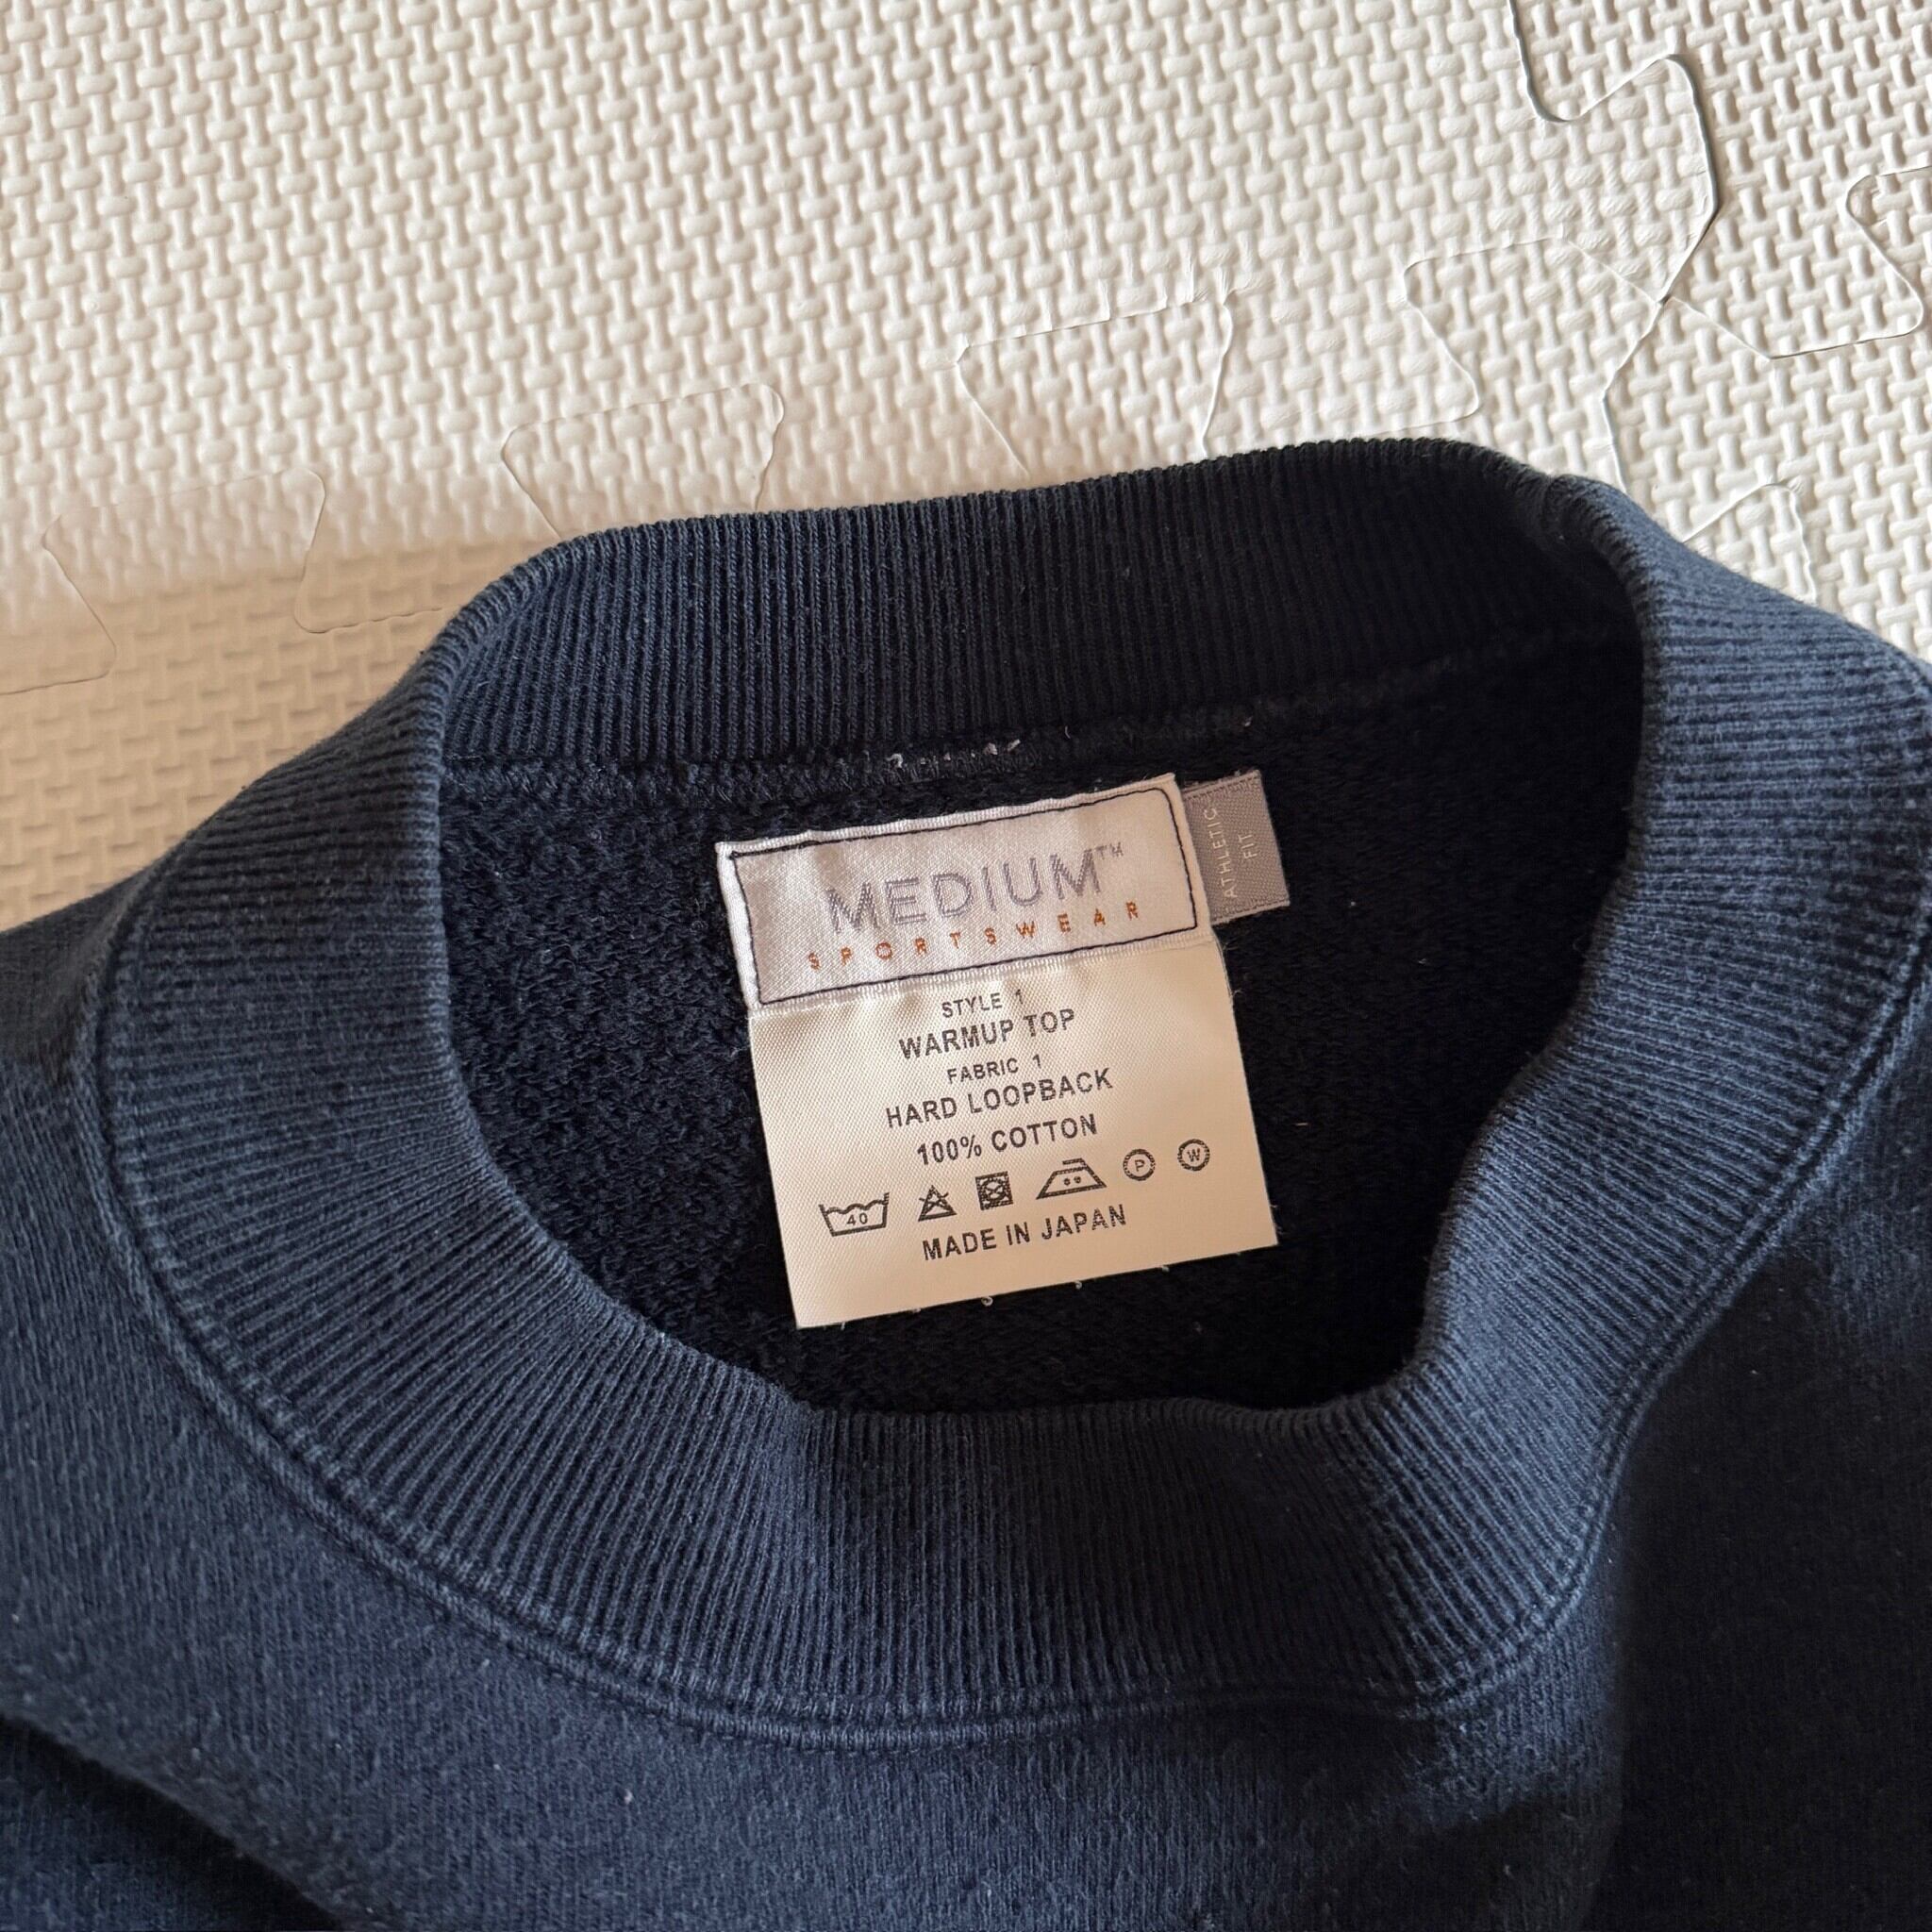 MEDIUM™
SPORTSWEAR
ATHLETIC
FIT
STYLE 1
WARMUP TOP
FABRIC 1
HARD LOOPBACK
100% COTTON
40
P
W
MADE IN JAPAN